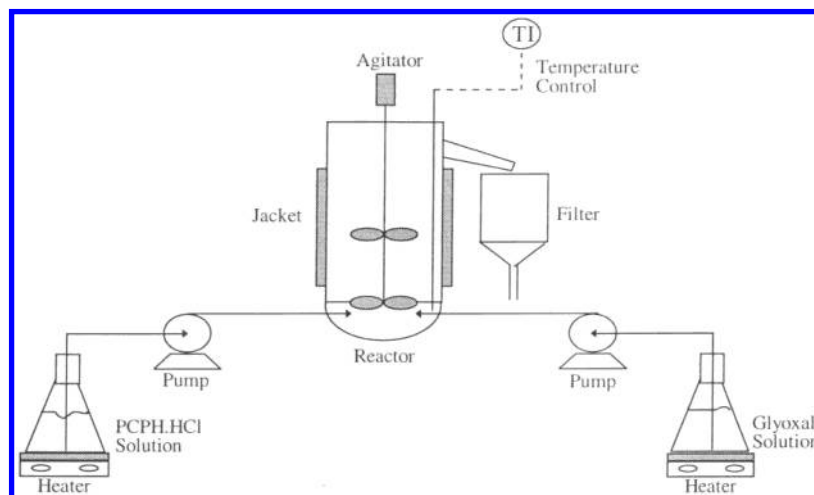 TI
Agitator
Temperature
Control
Jacket
Filter
Reactor
Pump
Pump
PCPH.HCl
Solution
Glyoxal
Solution
Heater
Heater